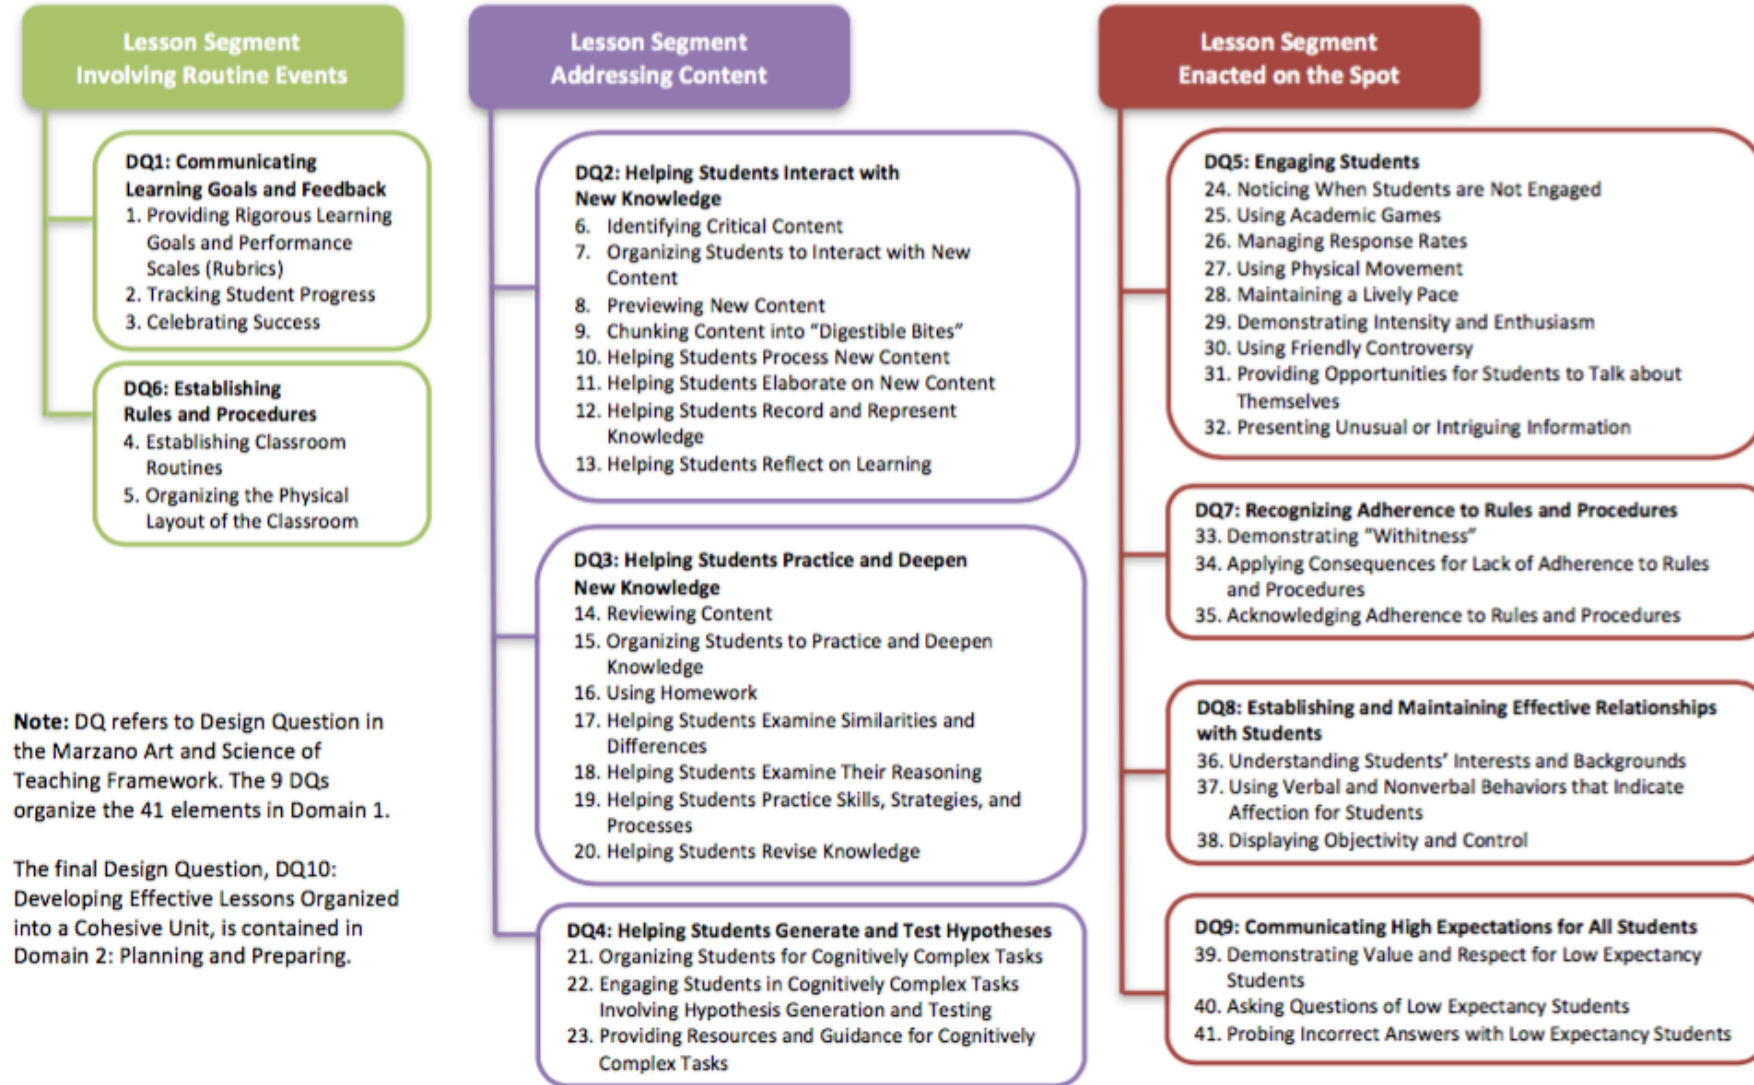 Lesson Segment
Involving Routine Events
DQ1: Communicating
Learning Goals and Feedback
1. Providing Rigorous Learning
Goals and Performance
Scales (Rubrics)
2. Tracking Student Progress
3. Celebrating Success
DQ6: Establishing
Rules and Procedures
4. Establishing Classroom
Routines
5. Organizing the Physical
Layout of the Classroom
Note: DQ refers to Design Question in
the Marzano Art and Science of
Teaching Framework. The 9 DQs
organize the 41 elements in Domain 1.
The final Design Question, DQ10:
Developing Effective Lessons Organized
into a Cohesive Unit, is contained in
Domain 2: Planning and Preparing.
Lesson Segment
Addressing Content
DQ2: Helping Students Interact with
New Knowledge
6. Identifying Critical Content
7. Organizing Students to Interact with New
Content
8. Previewing New Content
9. Chunking Content into “Digestible Bites”
10. Helping Students Process New Content
11. Helping Students Elaborate on New Content
12. Helping Students Record and Represent
Knowledge
13. Helping Students Reflect on Learning
DQ3: Helping Students Practice and Deepen
New Knowledge
14. Reviewing Content
15. Organizing Students to Practice and Deepen
Knowledge
16. Using Homework
17. Helping Students Examine Similarities and
Differences
18. Helping Students Examine Their Reasoning
19. Helping Students Practice Skills, Strategies, and
Processes
20. Helping Students Revise Knowledge
DQ4: Helping Students Generate and Test Hypotheses
21. Organizing Students for Cognitively Complex Tasks
22. Engaging Students in Cognitively Complex Tasks
Involving Hypothesis Generation and Testing
23. Providing Resources and Guidance for Cognitively
Complex Tasks
Lesson Segment
Enacted on the Spot
DQ5: Engaging Students
24. Noticing When Students are Not Engaged
25. Using Academic Games
26. Managing Response Rates
27. Using Physical Movement
28. Maintaining a Lively Pace
29. Demonstrating Intensity and Enthusiasm
30. Using Friendly Controversy
31. Providing Opportunities for Students to Talk about
Themselves
32. Presenting Unusual or Intriguing Information
DQ7: Recognizing Adherence to Rules and Procedures
33. Demonstrating “Withitness”
34. Applying Consequences for Lack of Adherence to Rules
and Procedures
35. Acknowledging Adherence to Rules and Procedures
DQ8: Establishing and Maintaining Effective Relationships
with Students
36. Understanding Students’ Interests and Backgrounds
37. Using Verbal and Nonverbal Behaviors that Indicate
Affection for Students
38. Displaying Objectivity and Control
DQ9: Communicating High Expectations for All Students
39. Demonstrating Value and Respect for Low Expectancy
Students
40. Asking Questions of Low Expectancy Students
41. Probing Incorrect Answers with Low Expectancy Students